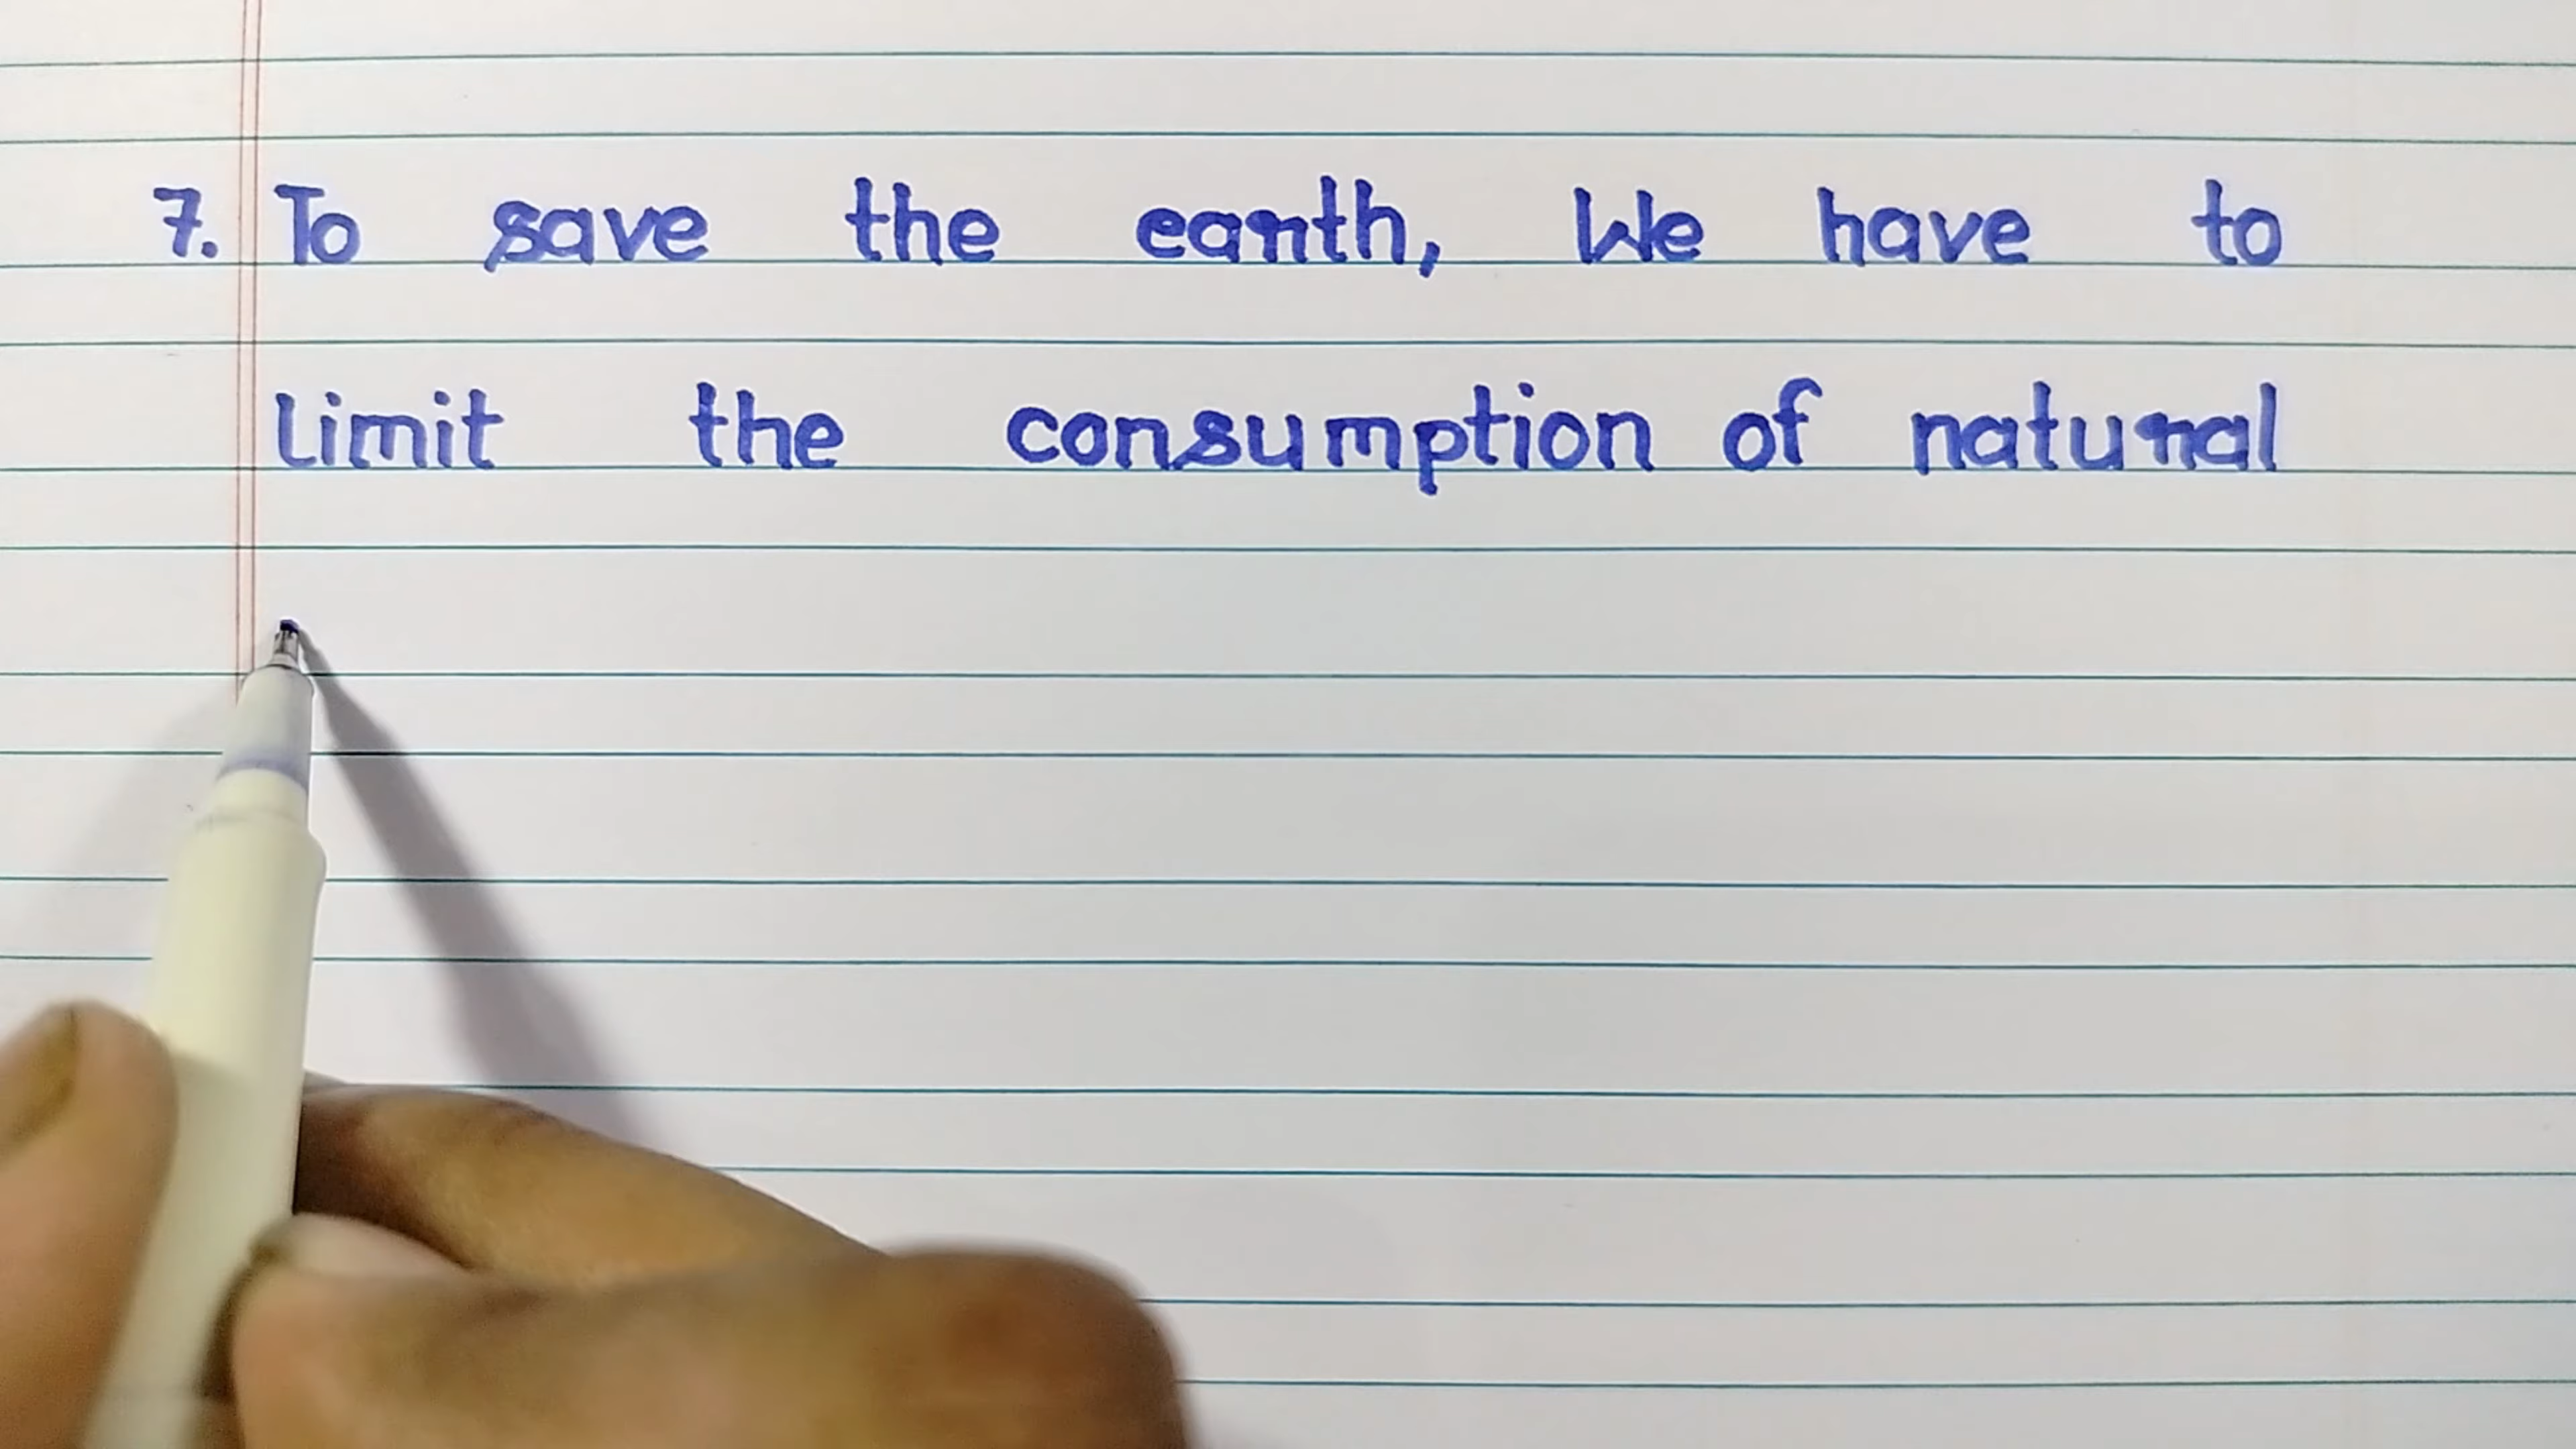 7. To save the earth, We have to
Limit the consumption of natural